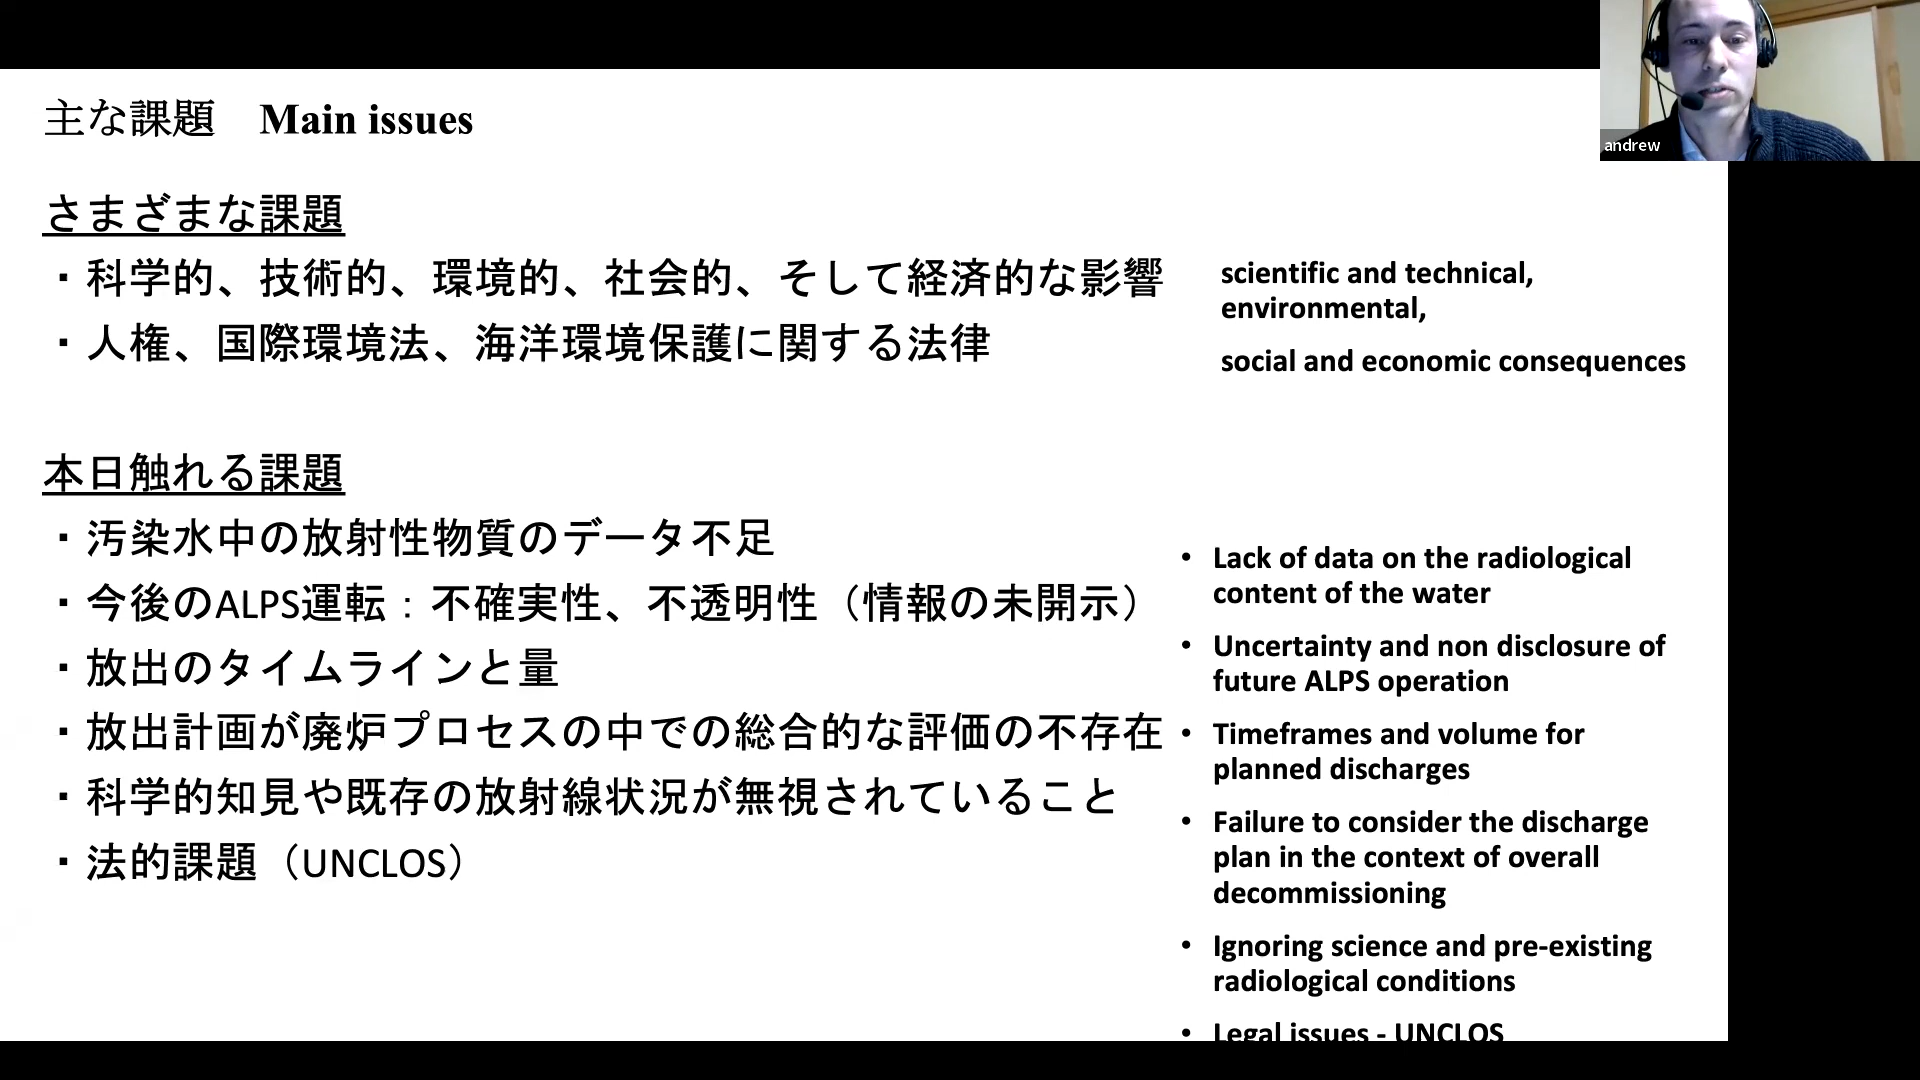 主な課題　Main issues
さまざまな課題
・科学的、技術的、環境的、社会的、そして経済的な影響
・人権、国際環境法、海洋環境保護に関する法律
scientific and technical,
environmental,
social and economic consequences
本日触れる課題
・汚染水中の放射性物質のデータ不足
・今後のALPS運転：不確実性、不透明性（情報の未開示）
・放出のタイムラインと量
・放出計画が廃炉プロセスの中での総合的な評価の不存在
・科学的知見や既存の放射線状況が無視されていること
・法的課題（UNCLOS）
• Lack of data on the radiological
content of the water
• Uncertainty and non disclosure of
future ALPS operation
• Timeframes and volume for
planned discharges
• Failure to consider the discharge
plan in the context of overall
decommissioning
• Ignoring science and pre-existing
radiological conditions
• Legal issues - UNCLOS
andrew